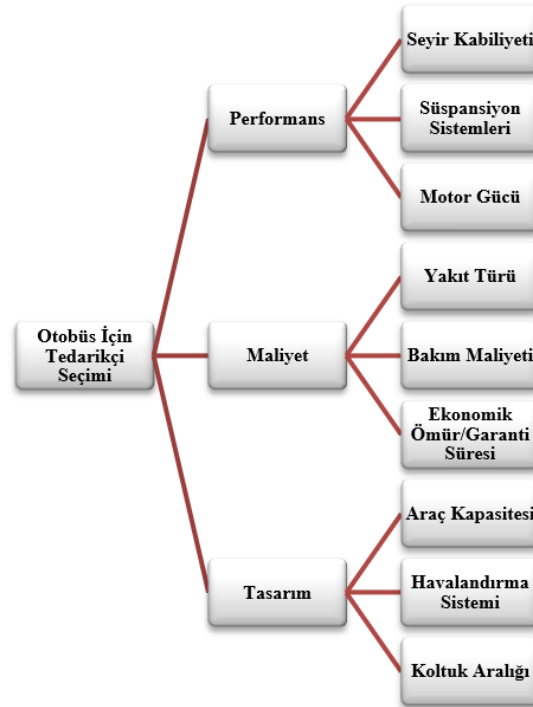 Seyir Kabiliyeti
Performans
Süspansiyon
Sistemleri
Motor Gücü
Yakıt Türü
Otobüs İçin
Tedarikçi
Seçimi
Maliyet
Bakım Maliyeti
Ekonomik
Ömür/Garanti
Süresi
Araç Kapasitesi
Tasarım
Havalandırma
Sistemi
Koltuk Aralığı